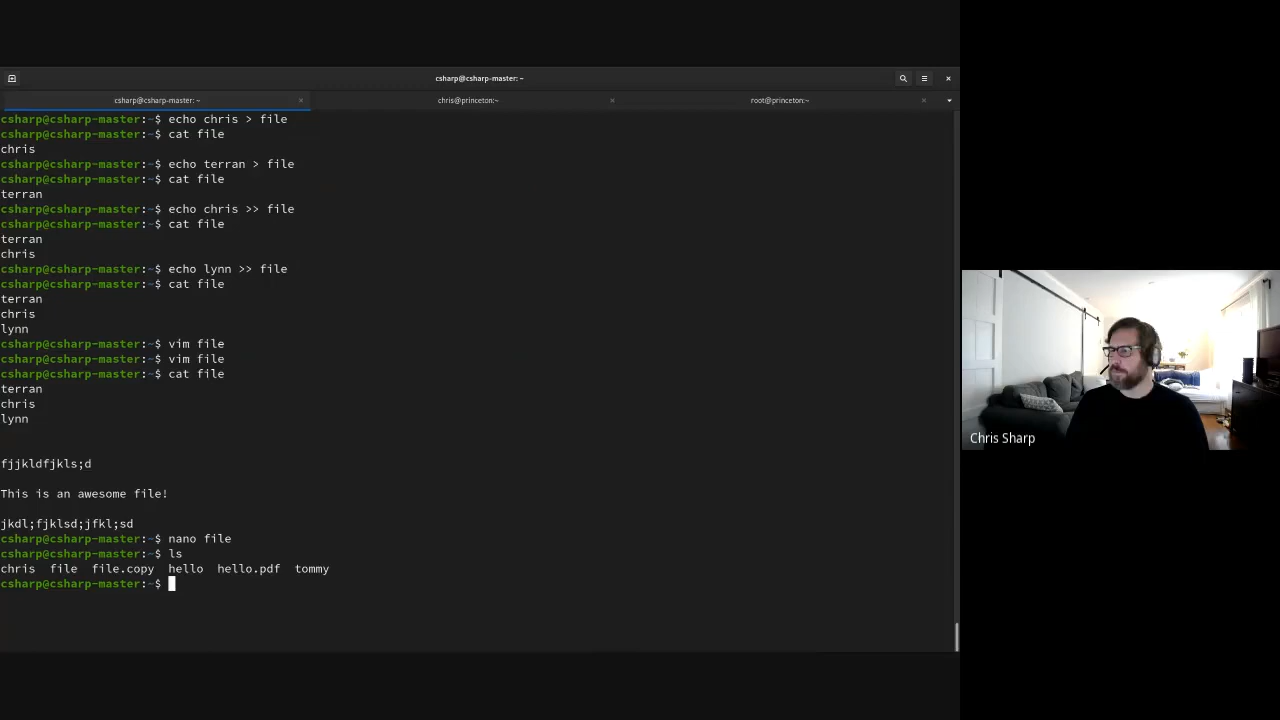 csharp@csharp-master: ~
csharp@csharp-master: ~ × chris@princeton:~ × root@princeton:~ ×
csharp@csharp-master:~$ echo chris > file
csharp@csharp-master:~$ cat file
chris
csharp@csharp-master:~$ echo terran > file
csharp@csharp-master:~$ cat file
terran
csharp@csharp-master:~$ echo chris >> file
csharp@csharp-master:~$ cat file
terran
chris
csharp@csharp-master:~$ echo lynn >> file
csharp@csharp-master:~$ cat file
terran
chris
lynn
csharp@csharp-master:~$ vim file
csharp@csharp-master:~$ vim file
csharp@csharp-master:~$ cat file
terran
chris
lynn
fjjkldfjkls;d
This is an awesome file!
jkdl;fjklsd;jfkl;sd
csharp@csharp-master:~$ nano file
csharp@csharp-master:~$ ls
chris file file.copy hello hello.pdf tommy
csharp@csharp-master:~$
Chris Sharp